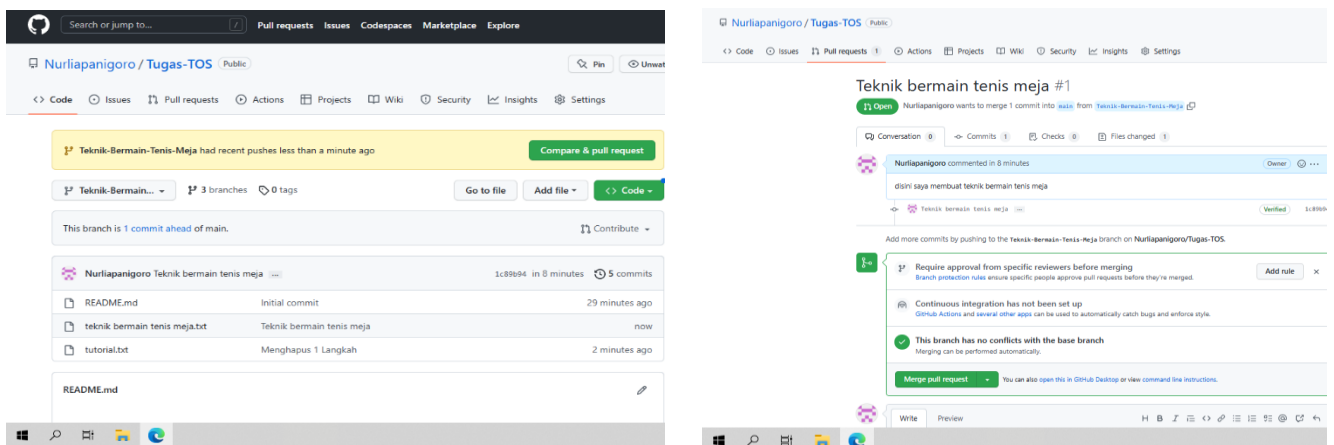 Search or jump to... /
Pull requests Issues Codespaces Marketplace Explore
Nurliapanigoro / Tugas-TOS Public
Pin Unwat
Code Issues Pull requests Actions Projects Wiki Security Insights Settings
Teknik-Bermain-Tenis-Meja had recent pushes less than a minute ago
Compare & pull request
Teknik-Bermain... 3 branches 0 tags
Go to file Add file Code
This branch is 1 commit ahead of main.
Contribute
Nurliapanigoro Teknik bermain tenis meja ...
1c89b94 in 8 minutes 5 commits
README.md Initial commit 29 minutes ago
teknik bermain tenis meja.txt Teknik bermain tenis meja now
tutorial.txt Menghapus 1 Langkah 2 minutes ago
README.md
Nurliapanigoro / Tugas-TOS Public
Code Issues Pull requests 1 Actions Projects Wiki Security Insights Settings
Teknik bermain tenis meja #1
Open Nurliapanigoro wants to merge 1 commit into main from Teknik-Bermain-Tenis-Meja
Conversation 0 Commits 1 Checks 0 Files changed 1
Nurliapanigoro commented in 8 minutes
Owner ...
disini saya membuat teknik bermain tenis meja
Teknik bermain tenis meja ...
Verified 1c89b94
Add more commits by pushing to the Teknik-Bermain-Tenis-Meja branch on Nurliapanigoro/Tugas-TOS.
Require approval from specific reviewers before merging
Branch protection rules ensure specific people approve pull requests before they're merged.
Add rule ×
Continuous integration has not been set up
GitHub Actions and several other apps can be used to automatically catch bugs and enforce style.
This branch has no conflicts with the base branch
Merging can be performed automatically.
Merge pull request You can also open this in GitHub Desktop or view command line instructions.
Write Preview
H B I